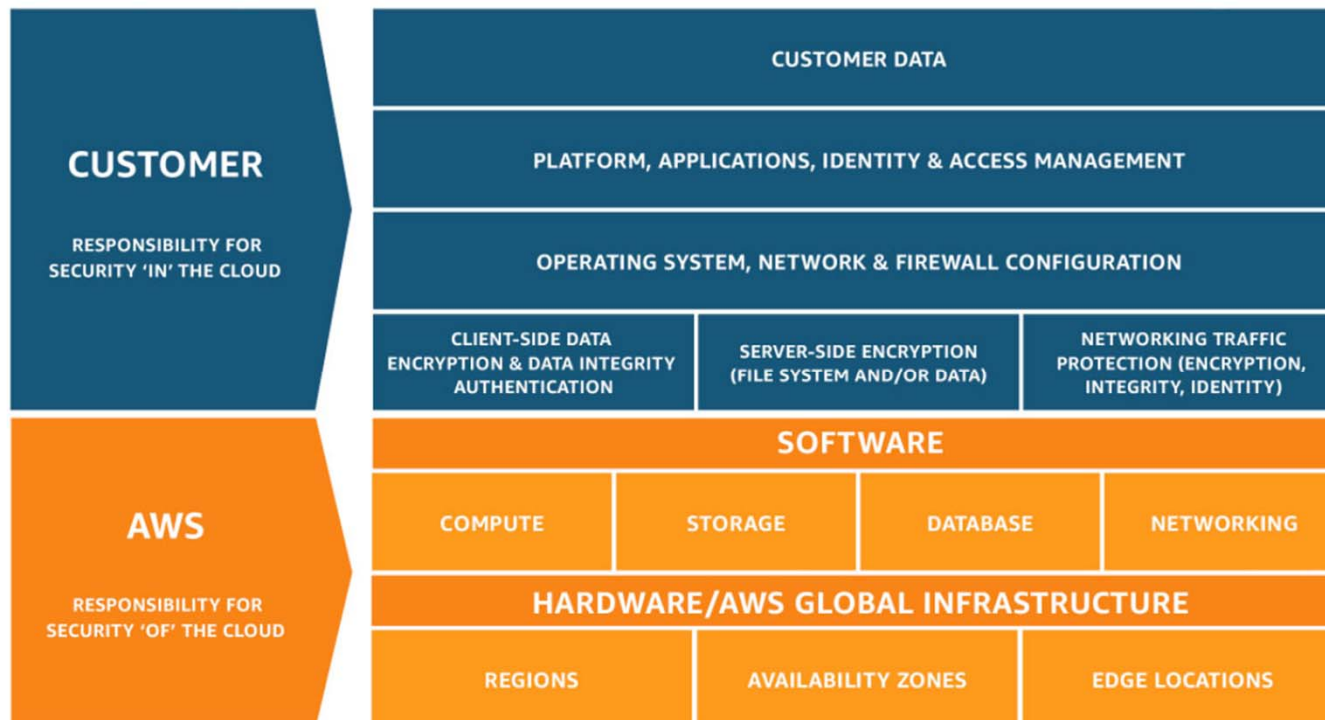 CUSTOMER
RESPONSIBILITY FOR
SECURITY ‘IN’ THE CLOUD
CUSTOMER DATA
PLATFORM, APPLICATIONS, IDENTITY & ACCESS MANAGEMENT
OPERATING SYSTEM, NETWORK & FIREWALL CONFIGURATION
CLIENT-SIDE DATA
ENCRYPTION & DATA INTEGRITY
AUTHENTICATION
SERVER-SIDE ENCRYPTION
(FILE SYSTEM AND/OR DATA)
NETWORKING TRAFFIC
PROTECTION (ENCRYPTION,
INTEGRITY, IDENTITY)
AWS
RESPONSIBILITY FOR
SECURITY ‘OF’ THE CLOUD
SOFTWARE
COMPUTE
STORAGE
DATABASE
NETWORKING
HARDWARE/AWS GLOBAL INFRASTRUCTURE
REGIONS
AVAILABILITY ZONES
EDGE LOCATIONS